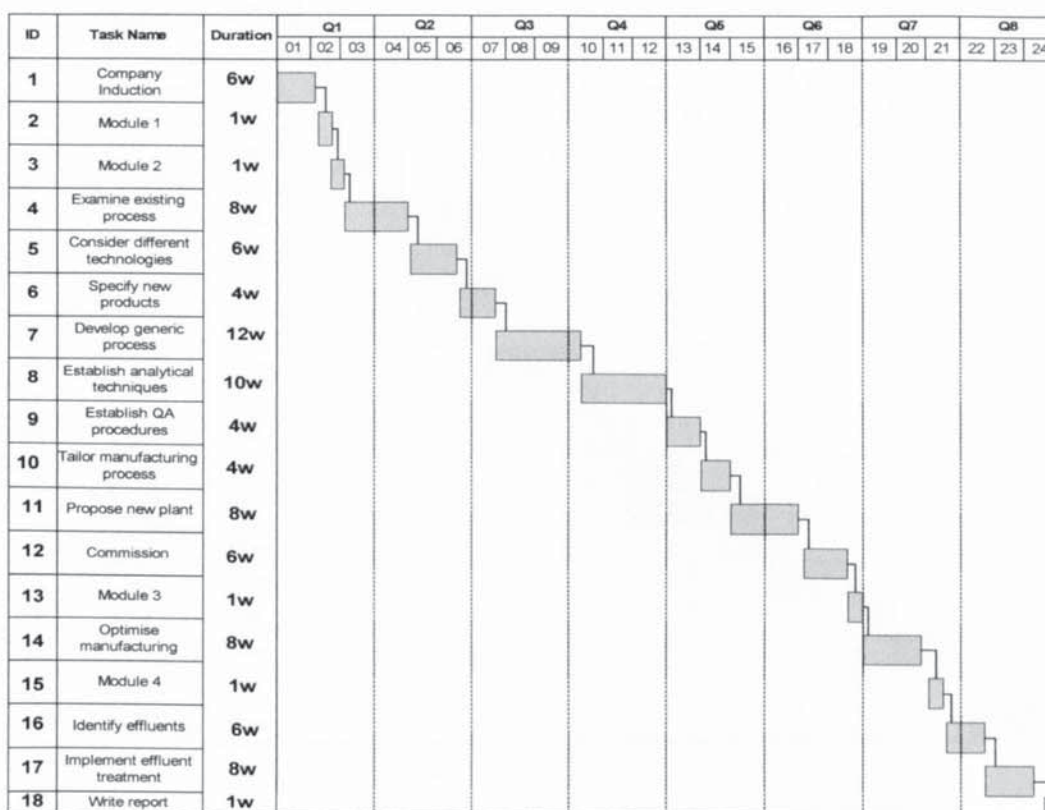 ID Task Name Duration Q1 Q2 Q3 Q4 Q5 Q6 Q7 Q8
01 02 03 04 05 06 07 08 09 10 11 12 13 14 15 16 17 18 19 20 21 22 23 24
1 Company Induction 6w
2 Module 1 1w
3 Module 2 1w
4 Examine existing process 8w
5 Consider different technologies 6w
6 Specify new products 4w
7 Develop generic process 12w
8 Establish analytical techniques 10w
9 Establish QA procedures 4w
10 Tailor manufacturing process 4w
11 Propose new plant 8w
12 Commission 6w
13 Module 3 1w
14 Optimise manufacturing 8w
15 Module 4 1w
16 Identify effluents 6w
17 Implement effluent treatment 8w
18 Write report 1w